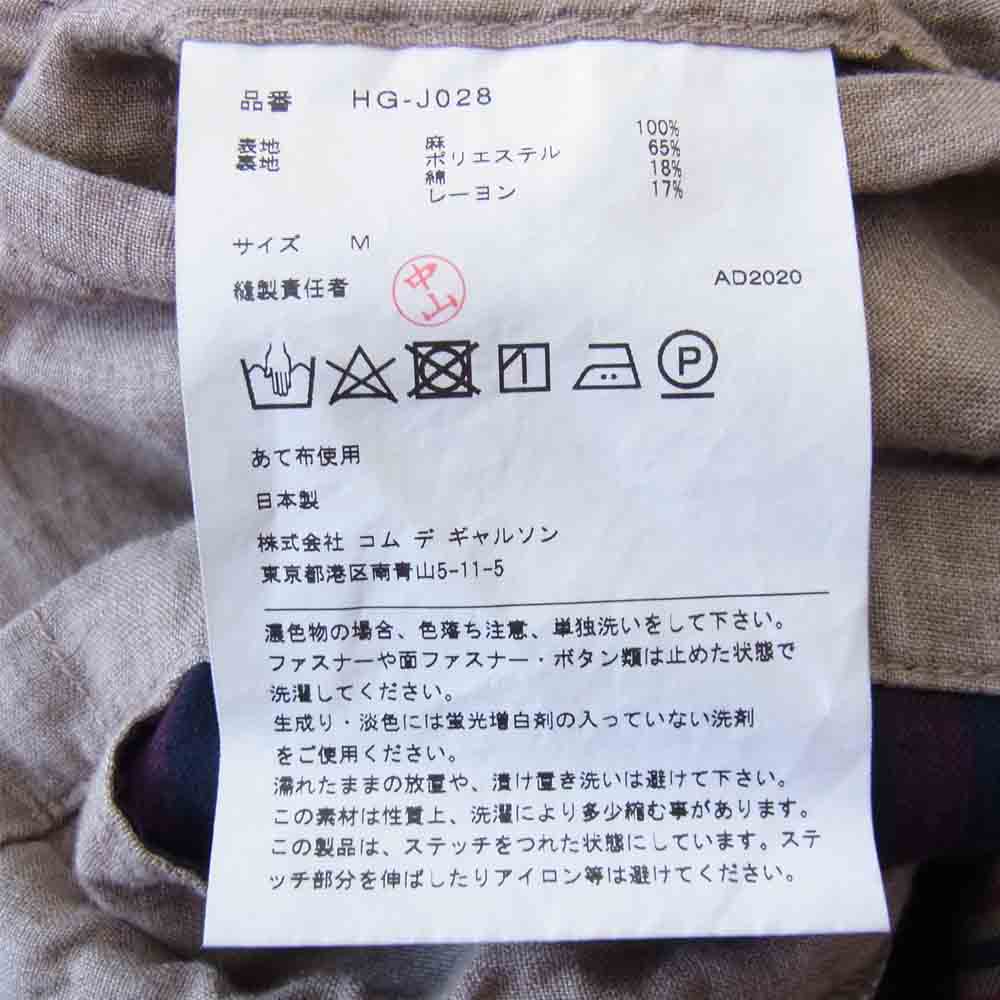 品番 HG-J028
表地 麻 100%
裏地 ポリエステル 65%
綿 18%
レーヨン 17%
サイズ M
縫製責任者 中山 AD2020
P
あて布使用
日本製
株式会社 コム デ ギャルソン
東京都港区南青山5-11-5
濃色物の場合、色落ち注意、単独洗いをして下さい。
ファスナーや面ファスナー・ボタン類は止めた状態で
洗濯してください。
生成り・淡色には蛍光増白剤の入っていない洗剤
をご使用ください。
濡れたままの放置や、漬け置き洗いは避けて下さい。
この素材は性質上、洗濯により多少縮む事があります。
この製品は、ステッチをつれた状態にしています。ステ
ッチ部分を伸ばしたりアイロン等は避けてください。